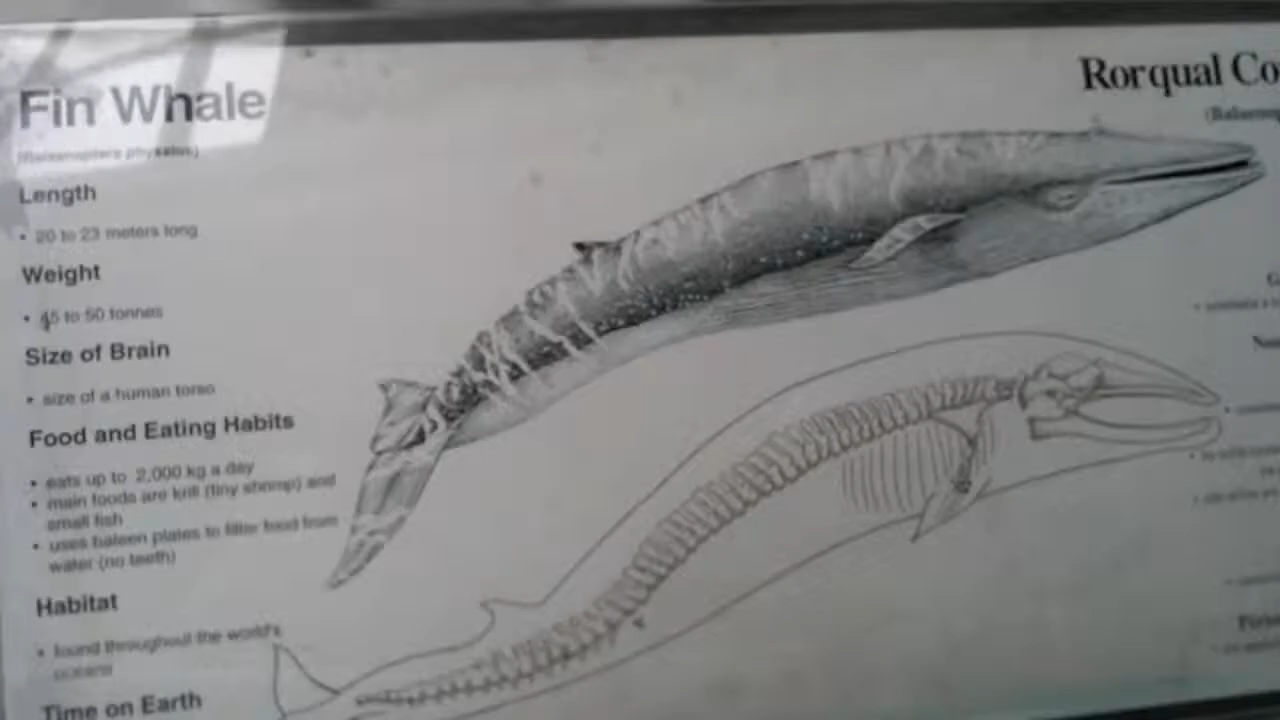 Fin Whale
(Balaenoptera physalus)
Length
• 20 to 23 meters long
Weight
• 45 to 50 tonnes
Size of Brain
• size of a human torso
Food and Eating Habits
• eats up to 2,000 kg a day
• main foods are krill (tiny shrimp) and
small fish
• uses baleen plates to filter food from
water (no teeth)
Habitat
• found throughout the world's
oceans
Time on Earth
Rorqual Co